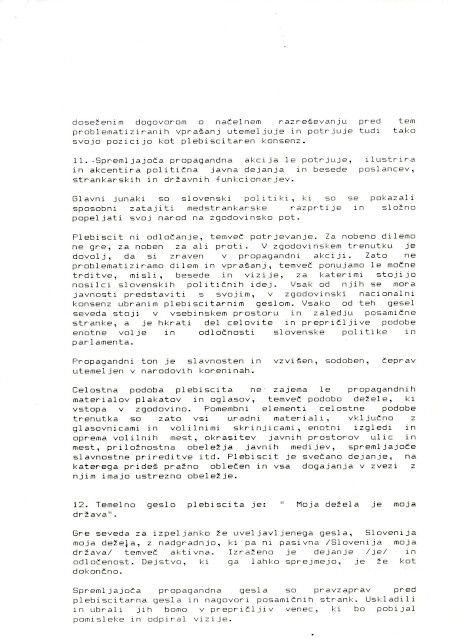 doseženim dogovorom o načelnem razreševanju pred tem
problematiziranih vprašanj utemeljuje in potrjuje tudi tako
svojo pozicijo kot plebiscitaren konsenz.
11. Spremljajoča propagandna akcija le potrjuje, ilustrira
in akcentira politična javna dejanja in besede poslancev,
strankarskih in državnih funkcionarjev.
Glavni junaki so slovenski politiki, ki so se pokazali
sposobni zatajiti medstrankarske razprtije in složno
popeljati svoj narod na zgodovinsko pot.
Plebiscit ni odločanje, temveč potrjevanje. Za nobeno dilemo
ne gre, za noben za ali proti. V zgodovinskem trenutku je
dovolj, da si zraven v propagandni akciji. Zato ne
problematiziramo dilem in vprašanj, temveč ponujamo le močne
trditve, misli, besede in vizije, za katerimi stojijo
nosilci slovenskih političnih idej. Vsak od njih se mora
javnosti predstaviti s svojim, v zgodovinski nacionalni
konsenz ubranim plebiscitarnim geslom. Vsako od teh gesel
seveda stoji v vsebinskem prostoru in zaledju posamične
stranke, a je hkrati del celovite in prepričljive podobe
enotne volje in odločnosti slovenske politike in
parlamenta.
Propagandni ton je slavnosten in vzvišen, sodoben, čeprav
utemeljen v narodovih koreninah.
Celostna podoba plebiscita ne zajema le propagandnih
materialov plakatov in oglasov, temveč podobo dežele, ki
vstopa v zgodovino. Pomembni elementi celostne podobe
trenutka so zato vsi uradni materiali, vključno z
glasovnicami in volilnimi skrinjicami, enotni izgledi in
oprema volilnih mest, okrasitev javnih prostorov ulic in
mest, priložnostna obeležja javnih medijev, spremljajoče
slavnostne prireditve itd. Plebiscit je svečano dejanje, na
katerega prideš pražno oblečen in vsa dogajanja v zvezi z
njim imajo ustrezno obeležje.
12. Temelno geslo plebiscita je: " Moja dežela je moja
država".
Gre seveda za izpeljanko že uveljavljenega gesla, Slovenija
moja dežela, z nadgradnjo, ki pa ni pasivna /Slovenija moja
država/ temveč aktivna. Izraženo je dejanje /je/ in
odločenost. Dejstvo, ki ga lahko sprejmejo, je že kot
dokončno.
Spremljajoča propagandna gesla so pravzaprav pred
plebiscitarna gesla in nagovori posamičnih strank. Uskladili
in ubrali jih bomo v prepričljiv venec, ki bo pobijal
pomisleke in odpiral vizije.